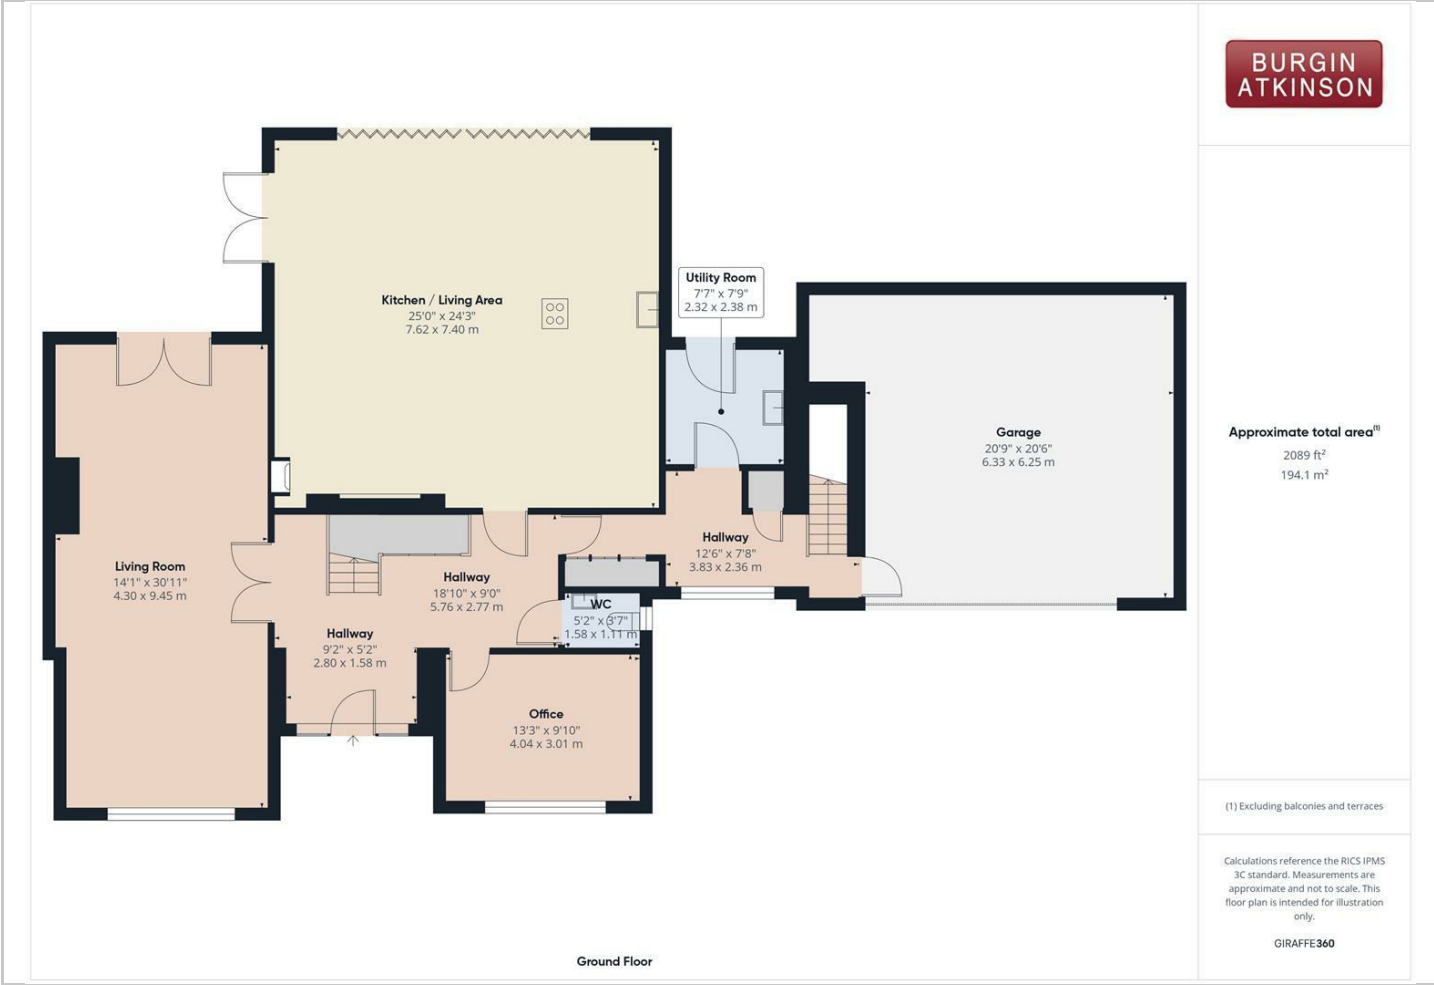 BURGIN
ATKINSON
Kitchen / Living Area
25'0" x 24'3"
7.62 x 7.40 m
Utility Room
7'7" x 7'9"
2.32 x 2.38 m
Garage
20'9" x 20'6"
6.33 x 6.25 m
Living Room
14'1" x 30'11"
4.30 x 9.45 m
Hallway
18'10" x 9'0"
5.76 x 2.77 m
Hallway
12'6" x 7'8"
3.83 x 2.36 m
WC
5'2" x 3'7"
1.58 x 1.11 m
Hallway
9'2" x 5'2"
2.80 x 1.58 m
Office
13'3" x 9'10"
4.04 x 3.01 m
Ground Floor
Approximate total area(1)
2089 ft²
194.1 m²
(1) Excluding balconies and terraces
Calculations reference the RICS IPMS
3C standard. Measurements are
approximate and not to scale. This
floor plan is intended for illustration
only.
GIRAFFE360